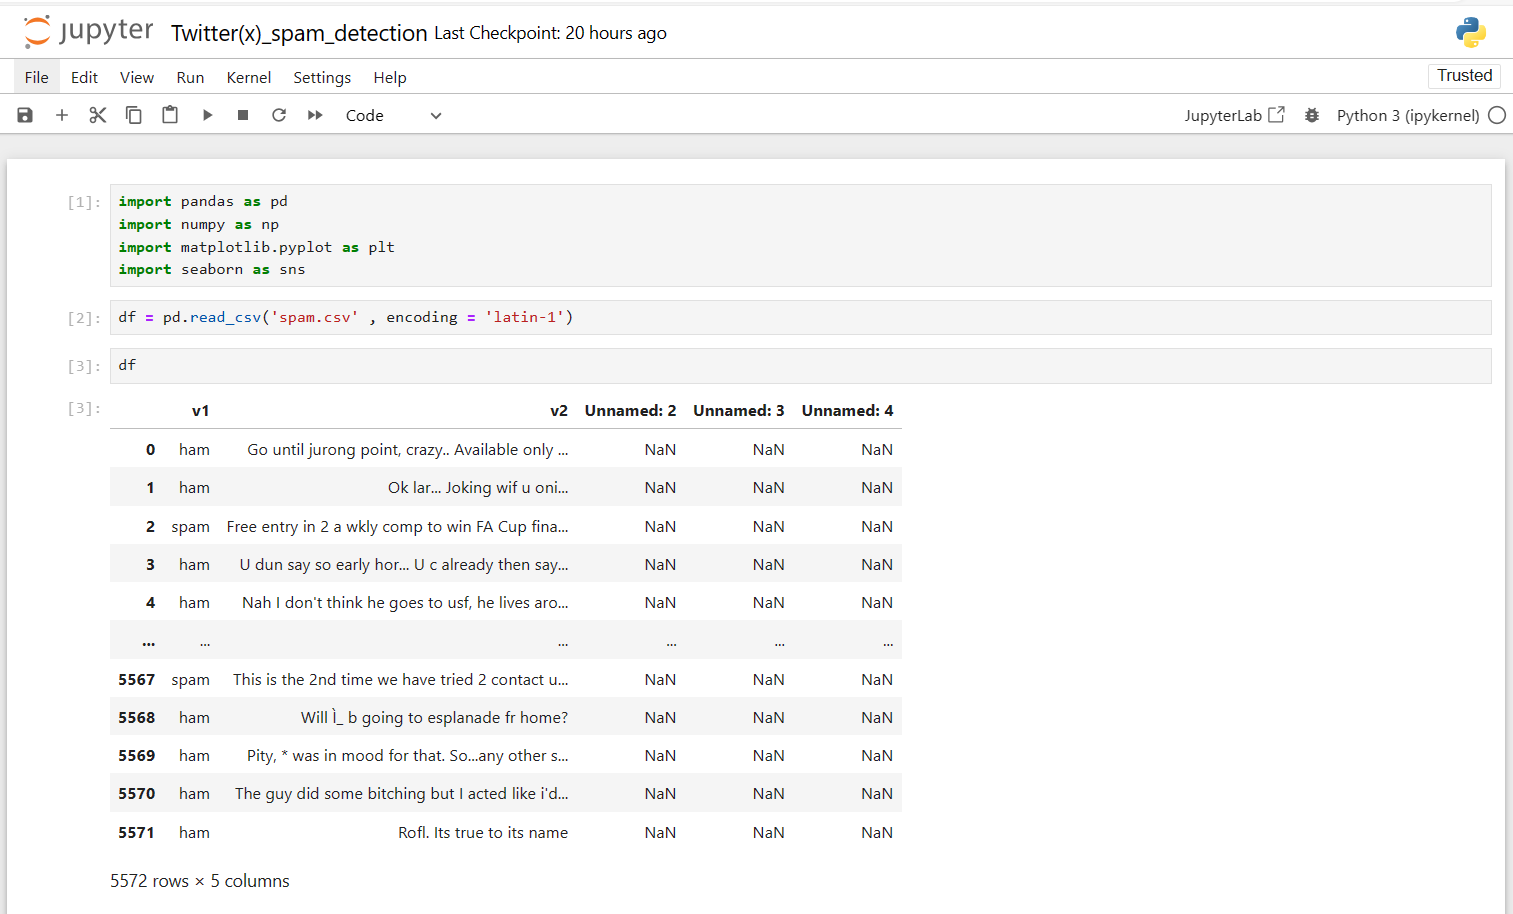 jupyter Twitter(x)_spam_detection Last Checkpoint: 20 hours ago
File Edit View Run Kernel Settings Help Trusted
Code JupyterLab Python 3 (ipykernel)
[1]: import pandas as pd
import numpy as np
import matplotlib.pyplot as plt
import seaborn as sns
[2]: df = pd.read_csv('spam.csv' , encoding = 'latin-1')
[3]: df
[3]: v1 v2 Unnamed: 2 Unnamed: 3 Unnamed: 4
0 ham Go until jurong point, crazy.. Available only ... NaN NaN NaN
1 ham Ok lar... Joking wif u oni... NaN NaN NaN
2 spam Free entry in 2 a wkly comp to win FA Cup fina... NaN NaN NaN
3 ham U dun say so early hor... U c already then say... NaN NaN NaN
4 ham Nah I don't think he goes to usf, he lives aro... NaN NaN NaN
... ... ... ... ... ...
5567 spam This is the 2nd time we have tried 2 contact u... NaN NaN NaN
5568 ham Will Ì_ b going to esplanade fr home? NaN NaN NaN
5569 ham Pity, * was in mood for that. So...any other s... NaN NaN NaN
5570 ham The guy did some bitching but I acted like i'd... NaN NaN NaN
5571 ham Rofl. Its true to its name NaN NaN NaN
5572 rows × 5 columns